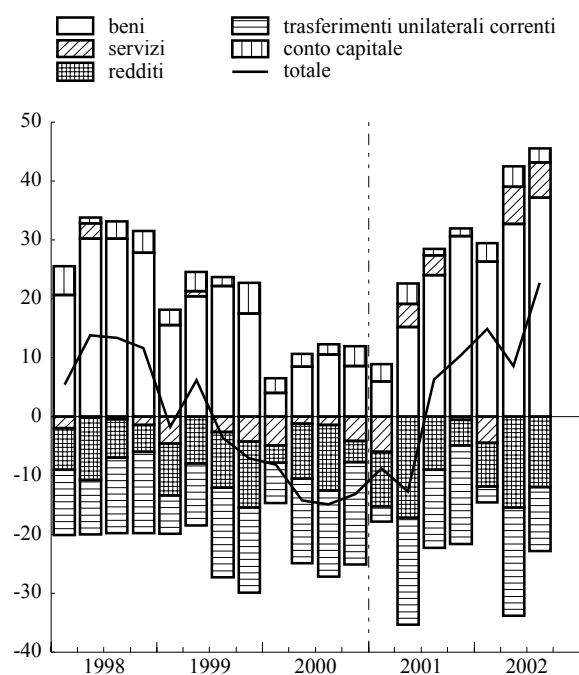 beni trasferimenti unilaterali correnti
servizi conto capitale
redditi totale
50
40
30
20
10
0
-10
-20
-30
-40
1998 1999 2000 2001 2002